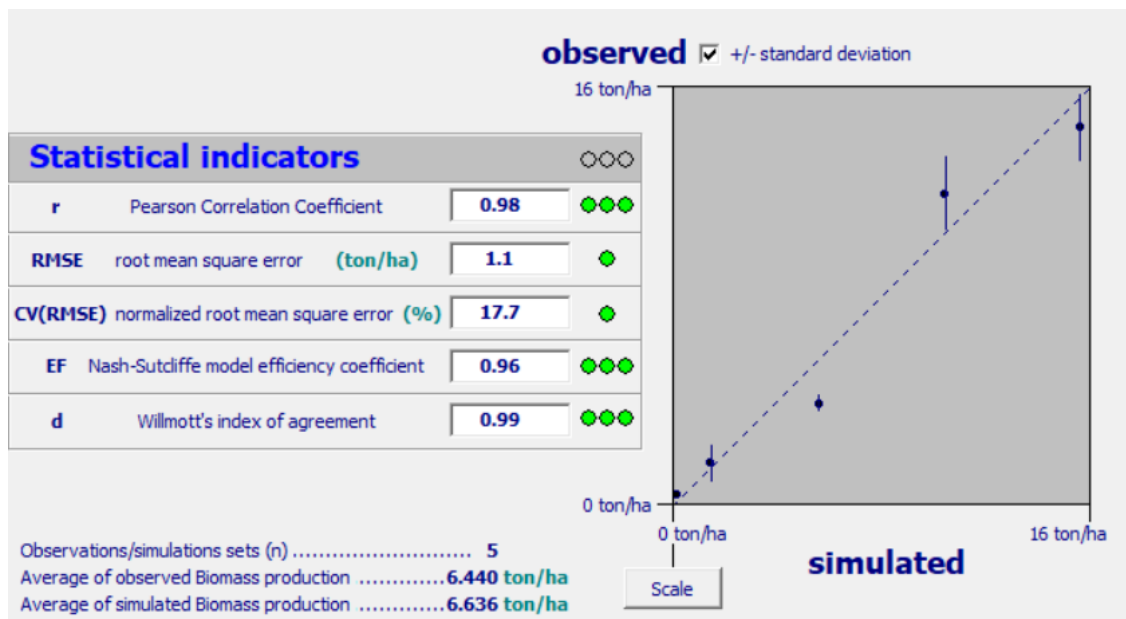 observed +/- standard deviation
16 ton/ha
Statistical indicators
r Pearson Correlation Coefficient 0.98
RMSE root mean square error (ton/ha) 1.1
CV(RMSE) normalized root mean square error (%) 17.7
EF Nash-Sutcliffe model efficiency coefficient 0.96
d Willmott's index of agreement 0.99
0 ton/ha
0 ton/ha 16 ton/ha
simulated
Observations/simulations sets (n) ........................... 5
Average of observed Biomass production .............6.440 ton/ha
Average of simulated Biomass production .............6.636 ton/ha
Scale